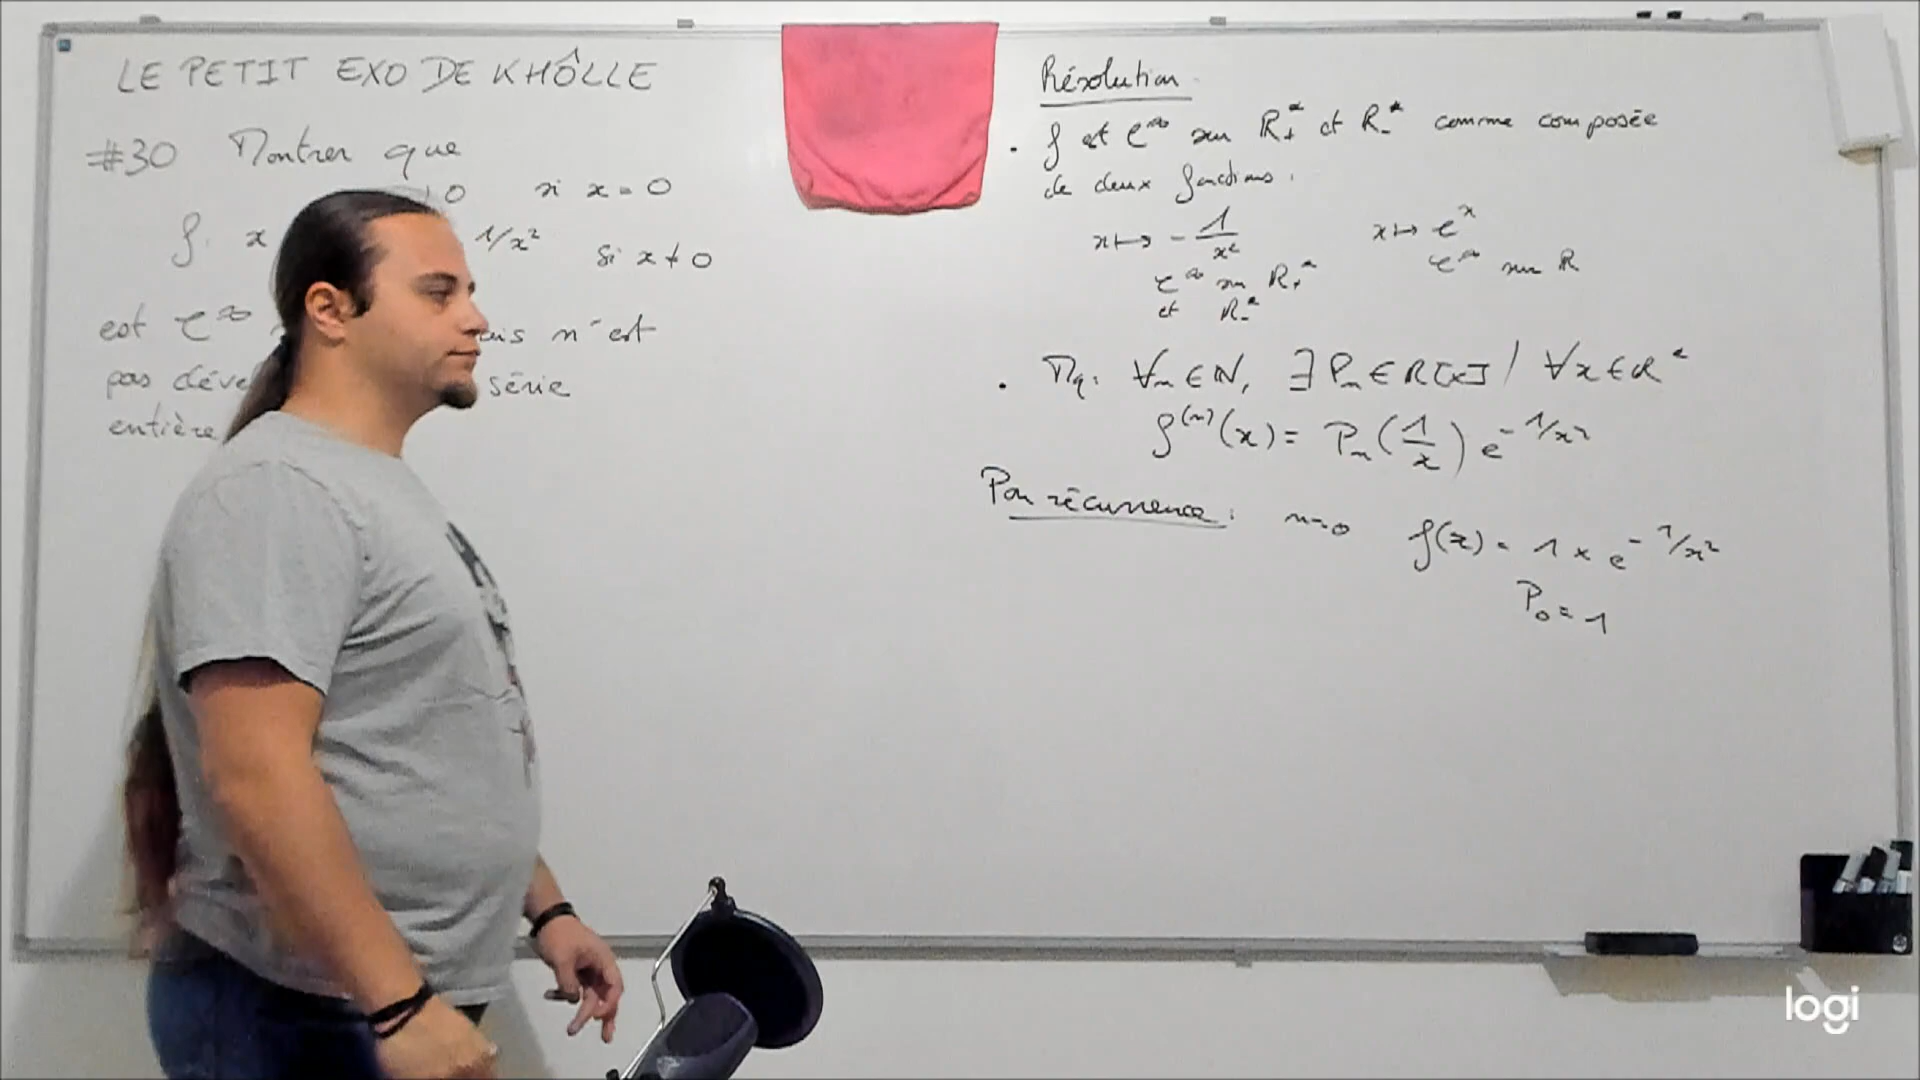 LE PETIT EXO DE KHÔLLE
#30 Montrer que
0 si x = 0
f: x 1/x² si x ≠ 0
est C^∞ n'est
pas série
entière
Résolution
• f est C^∞ sur R₊* et R₋* comme composée
de deux fonctions.
x ↦ -1/x² x ↦ e^x
C^∞ sur R₊* C^∞ sur R
et R₋*
• Mq: ∀n ∈ N, ∃ Pₙ ∈ R[X] / ∀x ∈ R*
f^(n)(x) = Pₙ(1/x) e^(-1/x²)
Par récurrence: n=0 f(x) = 1 × e^(-1/x²)
P₀ = 1
logi